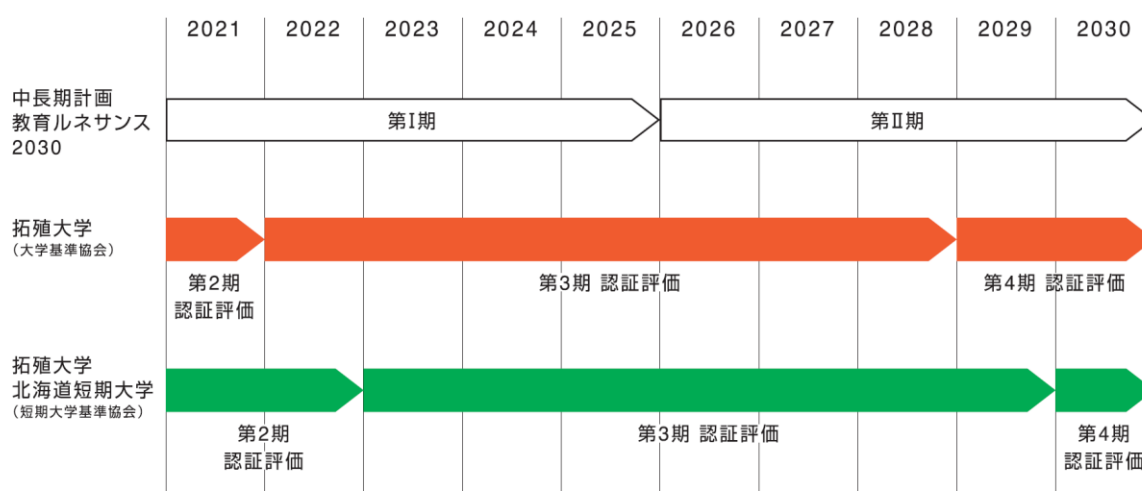 2021 2022 2023 2024 2025 2026 2027 2028 2029 2030
中長期計画
教育ルネサンス
2030
第Ⅰ期 第Ⅱ期
拓殖大学
（大学基準協会）
第2期
認証評価
第3期 認証評価
第4期 認証評価
拓殖大学
北海道短期大学
（短期大学基準協会）
第2期
認証評価
第3期 認証評価
第4期
認証評価